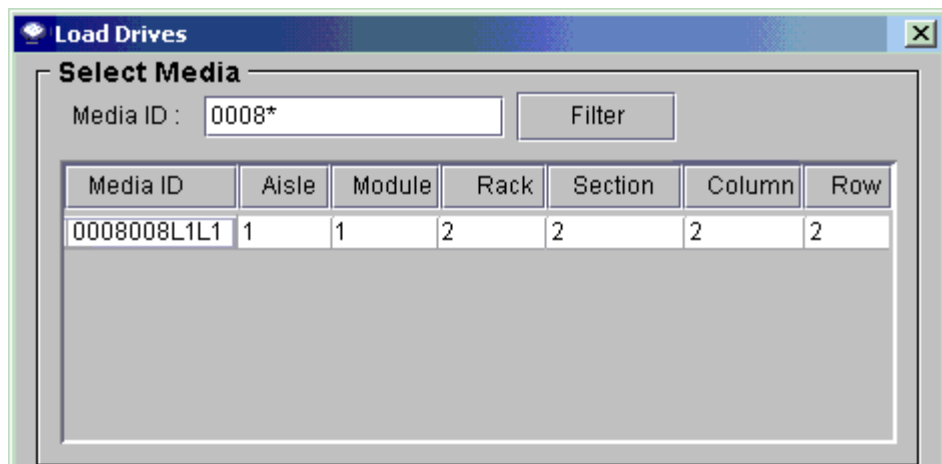 Load Drives
Select Media
Media ID : 0008* Filter
Media ID Aisle Module Rack Section Column Row
0008008L1L1 1 1 2 2 2 2